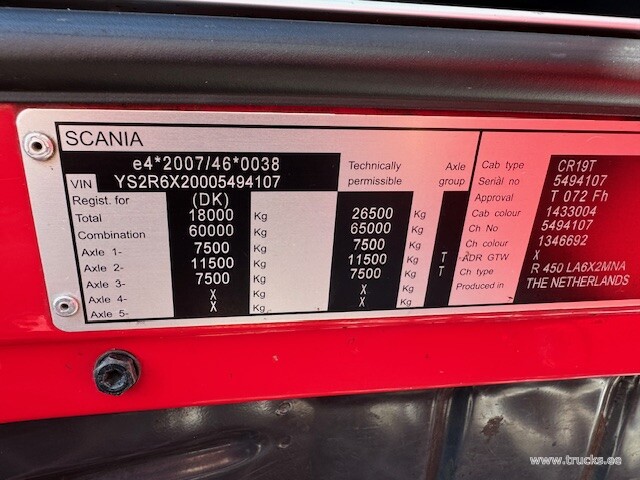 SCANIA
e4*2007/46*0038
VIN YS2R6X20005494107
Regist. for (DK)
Technically permissible
Axle group
Total 18000 Kg 26500 Kg
Combination 60000 Kg 65000 Kg
Axle 1- 7500 Kg 7500 Kg
Axle 2- 11500 Kg 11500 Kg T
Axle 3- 7500 Kg 7500 Kg T
Axle 4- X Kg X Kg
Axle 5- X Kg X Kg
Cab type CR19T
Serial no 5494107
Approval T 072 Fh
Cab colour 1433004
Ch No 5494107
Ch colour 1346692
ADR GTW X
Ch type R 450 LA6X2MNA
Produced in THE NETHERLANDS
www.trucks.ee